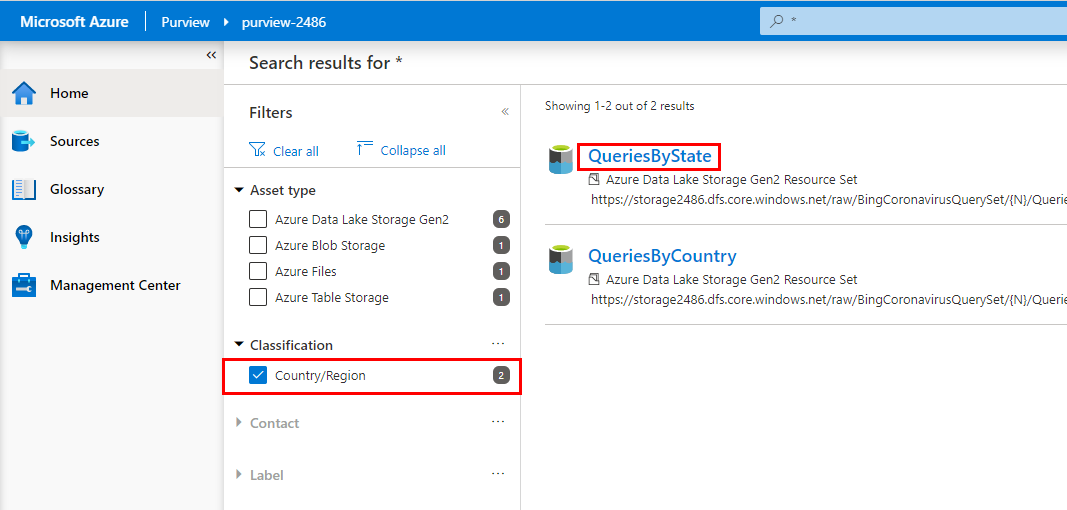 Microsoft Azure Purview purview-2486 *
«
Home
Sources
Glossary
Insights
Management Center
Search results for *
Filters «
Clear all Collapse all
Asset type
Azure Data Lake Storage Gen2 6
Azure Blob Storage 1
Azure Files 1
Azure Table Storage 1
Classification ...
Country/Region 2
Contact ...
Label ...
Showing 1-2 out of 2 results
QueriesByState
Azure Data Lake Storage Gen2 Resource Set
https://storage2486.dfs.core.windows.net/raw/BingCoronavirusQuerySet/{N}/Querie
QueriesByCountry
Azure Data Lake Storage Gen2 Resource Set
https://storage2486.dfs.core.windows.net/raw/BingCoronavirusQuerySet/{N}/Querie